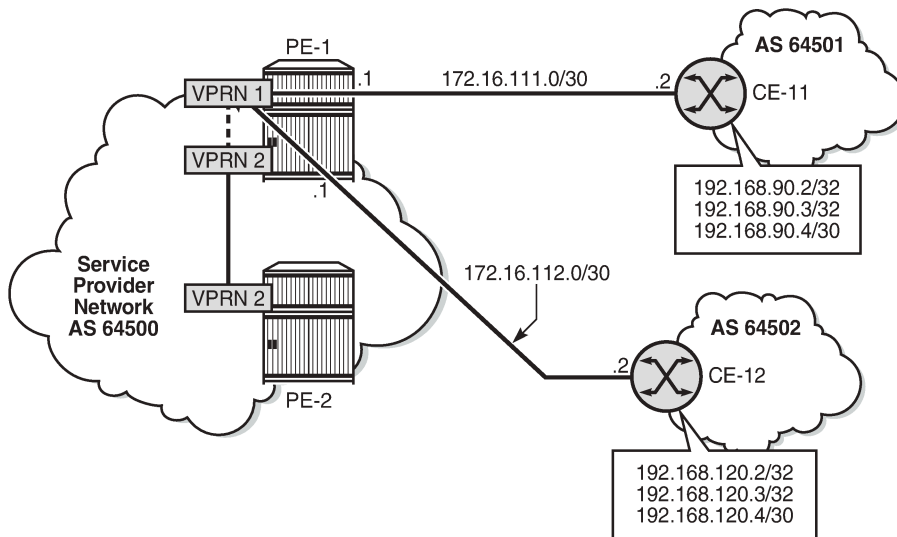 PE-1
AS 64501
VPRN 1
.1
172.16.111.0/30
.2
CE-11
VPRN 2
.1
192.168.90.2/32
192.168.90.3/32
192.168.90.4/30
Service
Provider
Network
AS 64500
VPRN 2
172.16.112.0/30
AS 64502
.2
CE-12
PE-2
192.168.120.2/32
192.168.120.3/32
192.168.120.4/30